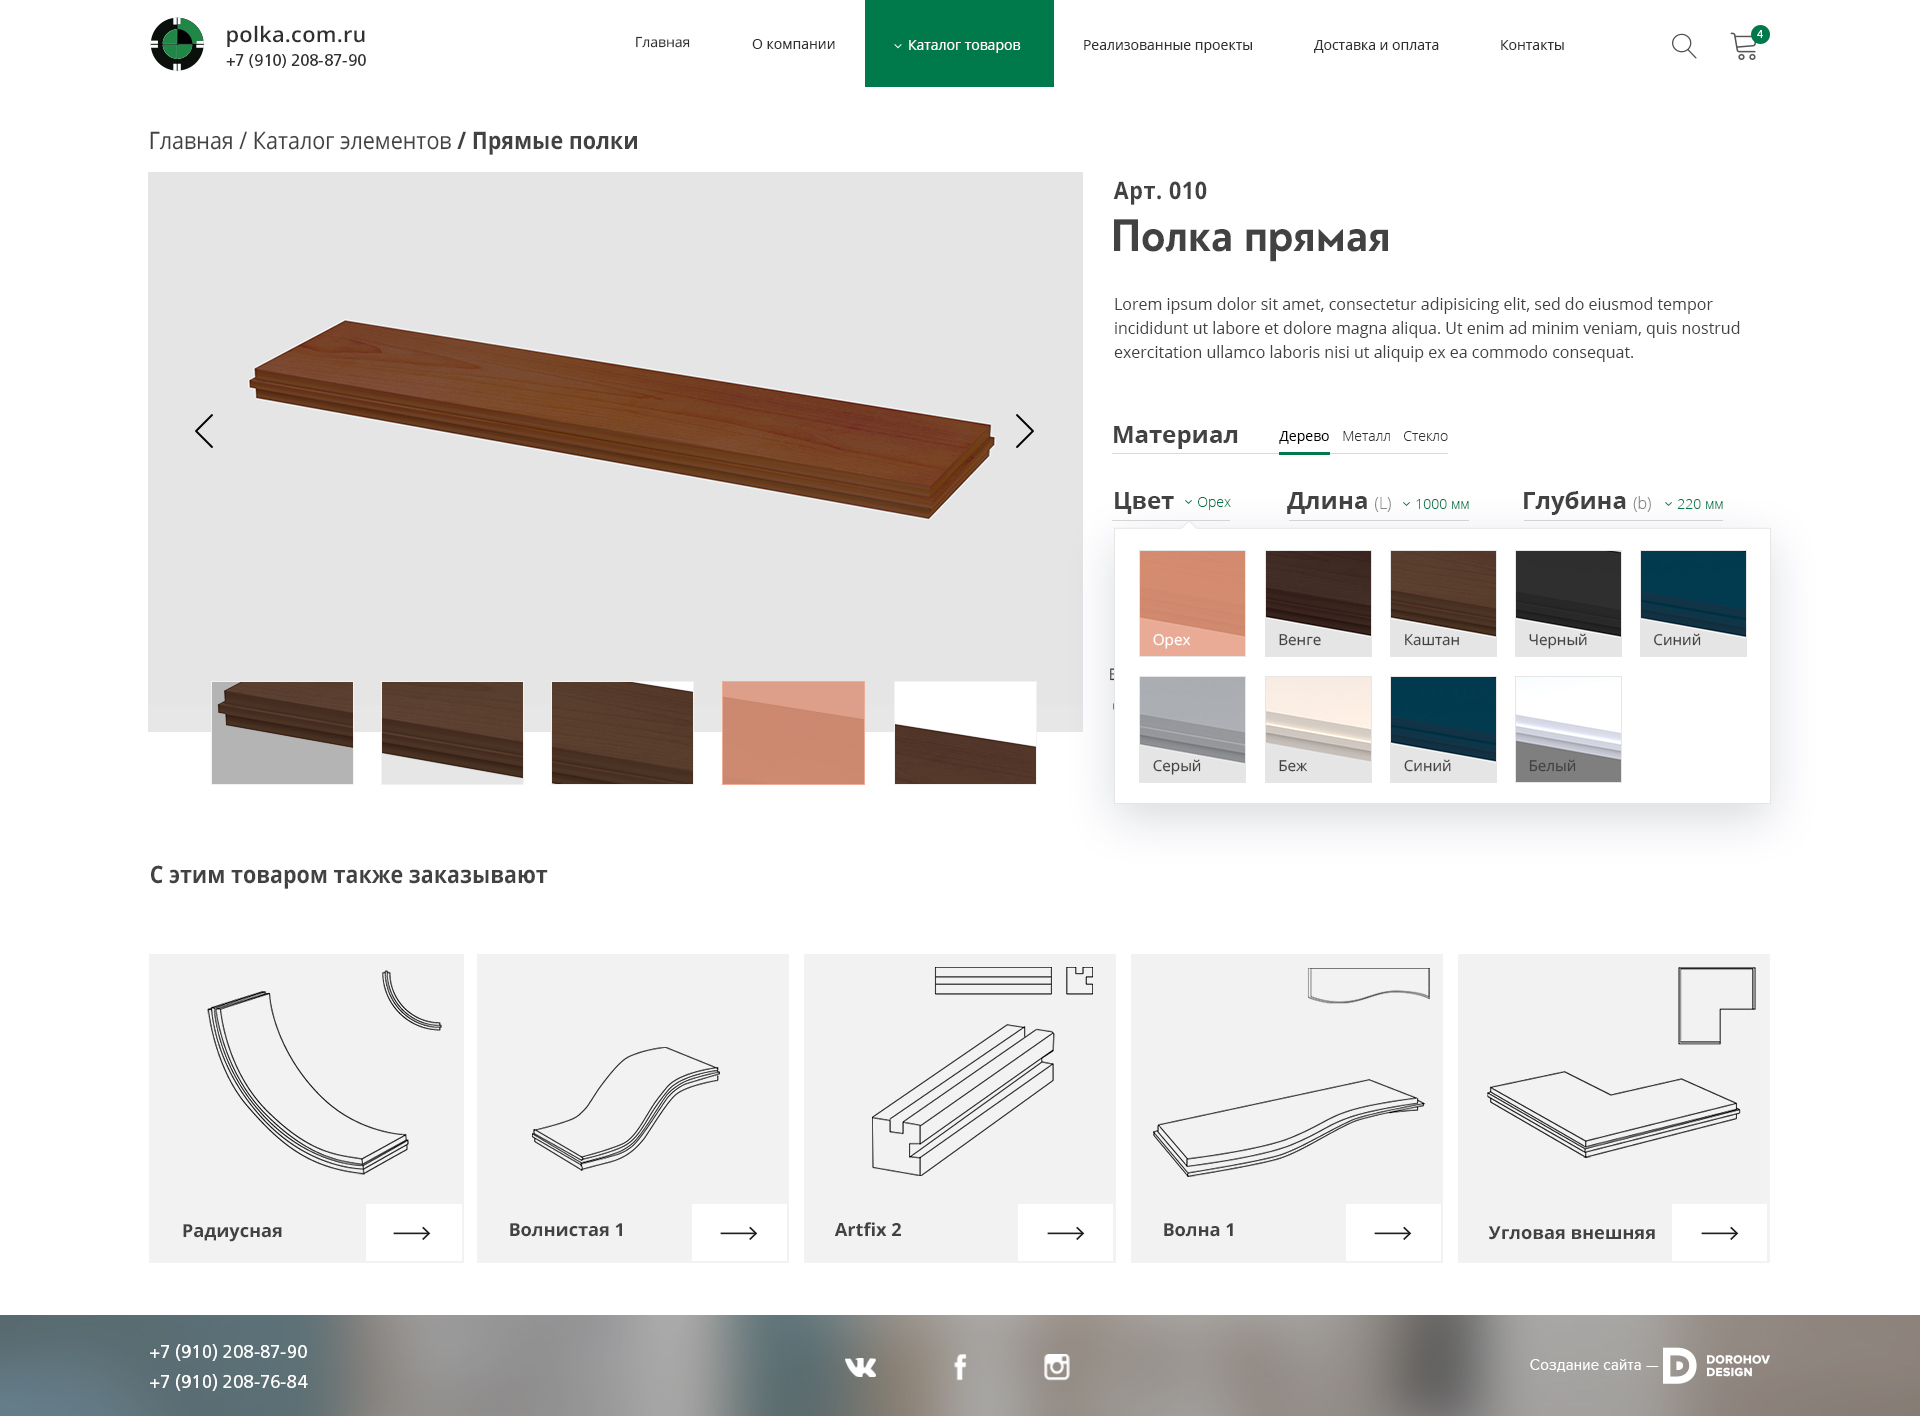 polka.com.ru
+7 (910) 208-87-90
Главная
О компании
Каталог товаров
Реализованные проекты
Доставка и оплата
Контакты
4
Главная / Каталог элементов / Прямые полки
Арт. 010
Полка прямая
Lorem ipsum dolor sit amet, consectetur adipisicing elit, sed do eiusmod tempor
incididunt ut labore et dolore magna aliqua. Ut enim ad minim veniam, quis nostrud
exercitation ullamco laboris nisi ut aliquip ex ea commodo consequat.
Материал Дерево Металл Стекло
Цвет Орех Длина (L) 1000 мм Глубина (b) 220 мм
Орех Венге Каштан Черный Синий
Серый Беж Синий Белый
С этим товаром также заказывают
Радиусная
Волнистая 1
Artfix 2
Волна 1
Угловая внешняя
+7 (910) 208-87-90
+7 (910) 208-76-84
Создание сайта —
DOROHOV
DESIGN